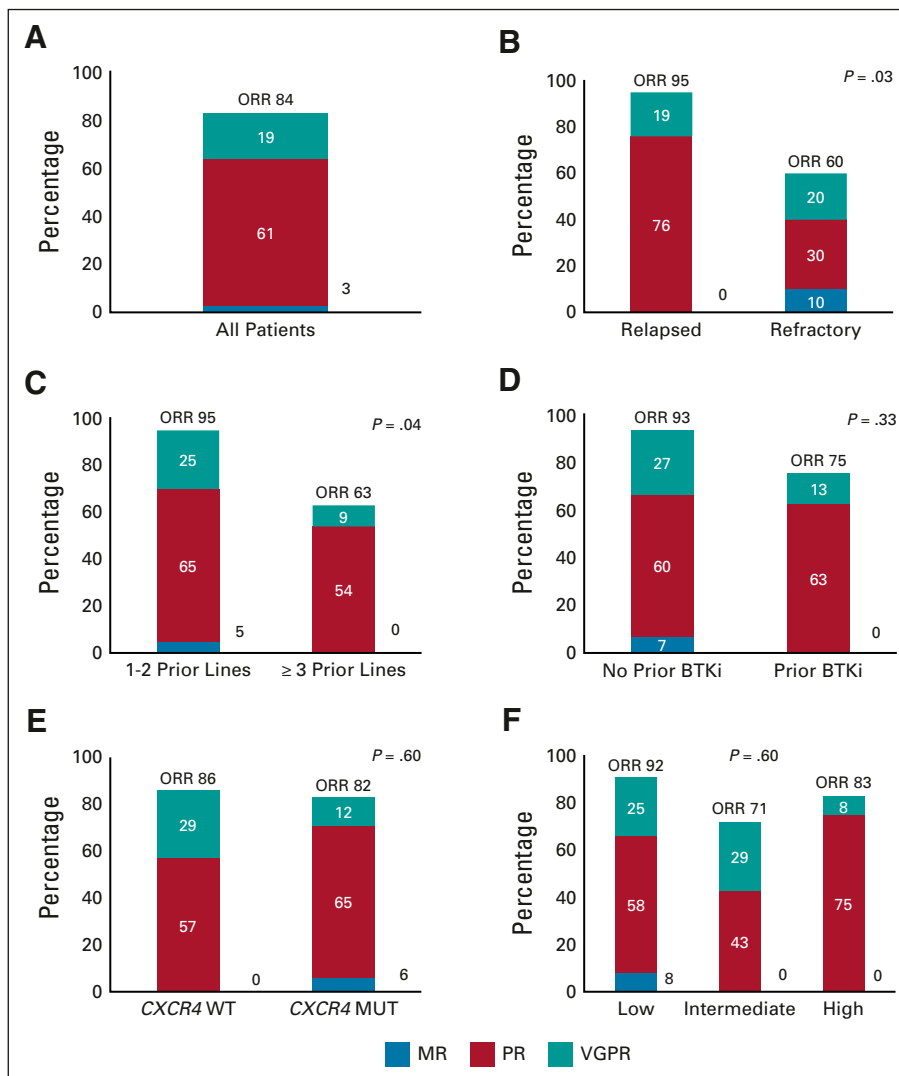 A
Percentage
100
80
60
40
20
0
ORR 84
19
61
3
All Patients
B
P = .03
Percentage
100
80
60
40
20
0
ORR 95
19
76
0
ORR 60
20
30
10
Relapsed
Refractory
C
P = .04
Percentage
100
80
60
40
20
0
ORR 95
25
65
5
ORR 63
9
54
0
1-2 Prior Lines
≥ 3 Prior Lines
D
P = .33
Percentage
100
80
60
40
20
0
ORR 93
27
60
7
ORR 75
13
63
0
No Prior BTKi
Prior BTKi
E
P = .60
Percentage
100
80
60
40
20
0
ORR 86
29
57
0
ORR 82
12
65
6
CXCR4 WT
CXCR4 MUT
F
P = .60
Percentage
100
80
60
40
20
0
ORR 92
25
58
8
ORR 71
29
43
0
ORR 83
8
75
0
Low
Intermediate
High
MR
PR
VGPR